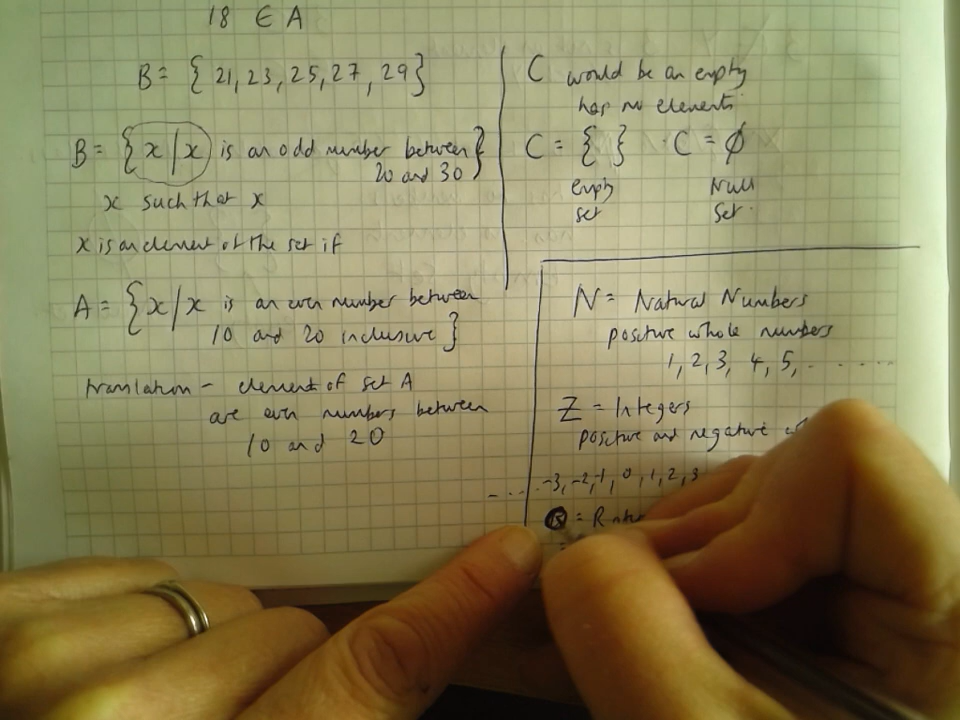 18 ∈ A
B = { 21, 23, 25, 27, 29}
B = {x/x is an odd number between
20 and 30}
x such that x
x is an element of the set if
A = {x/x is an even number between
10 and 20 inclusive}
translation - element of set A
are even numbers between
10 and 20
C would be an empty
has no elements
C = { } C = ∅
empty Null
set set
N = Natural Numbers
positive whole numbers
1, 2, 3, 4, 5, . . . . . .
Z = Integers
positive and negative
- . . . . -3, -2, -1, 0, 1, 2, 3